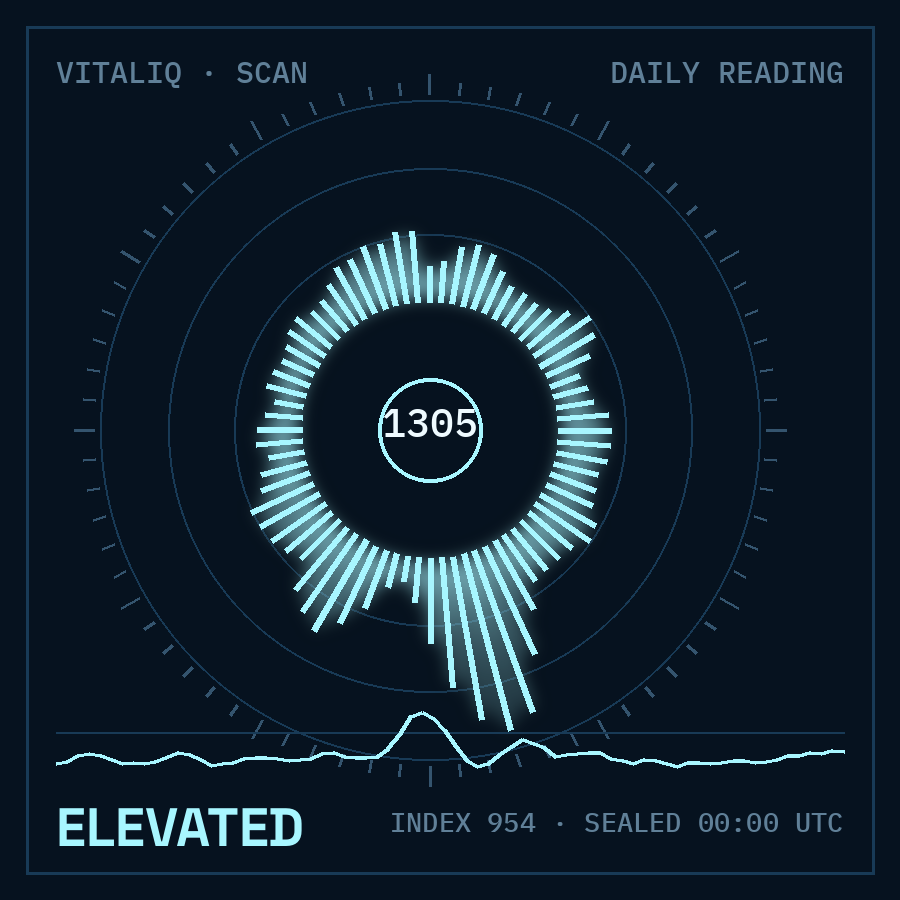 VITALIQ · SCAN
DAILY READING
1305
ELEVATED
INDEX 954 · SEALED 00:00 UTC